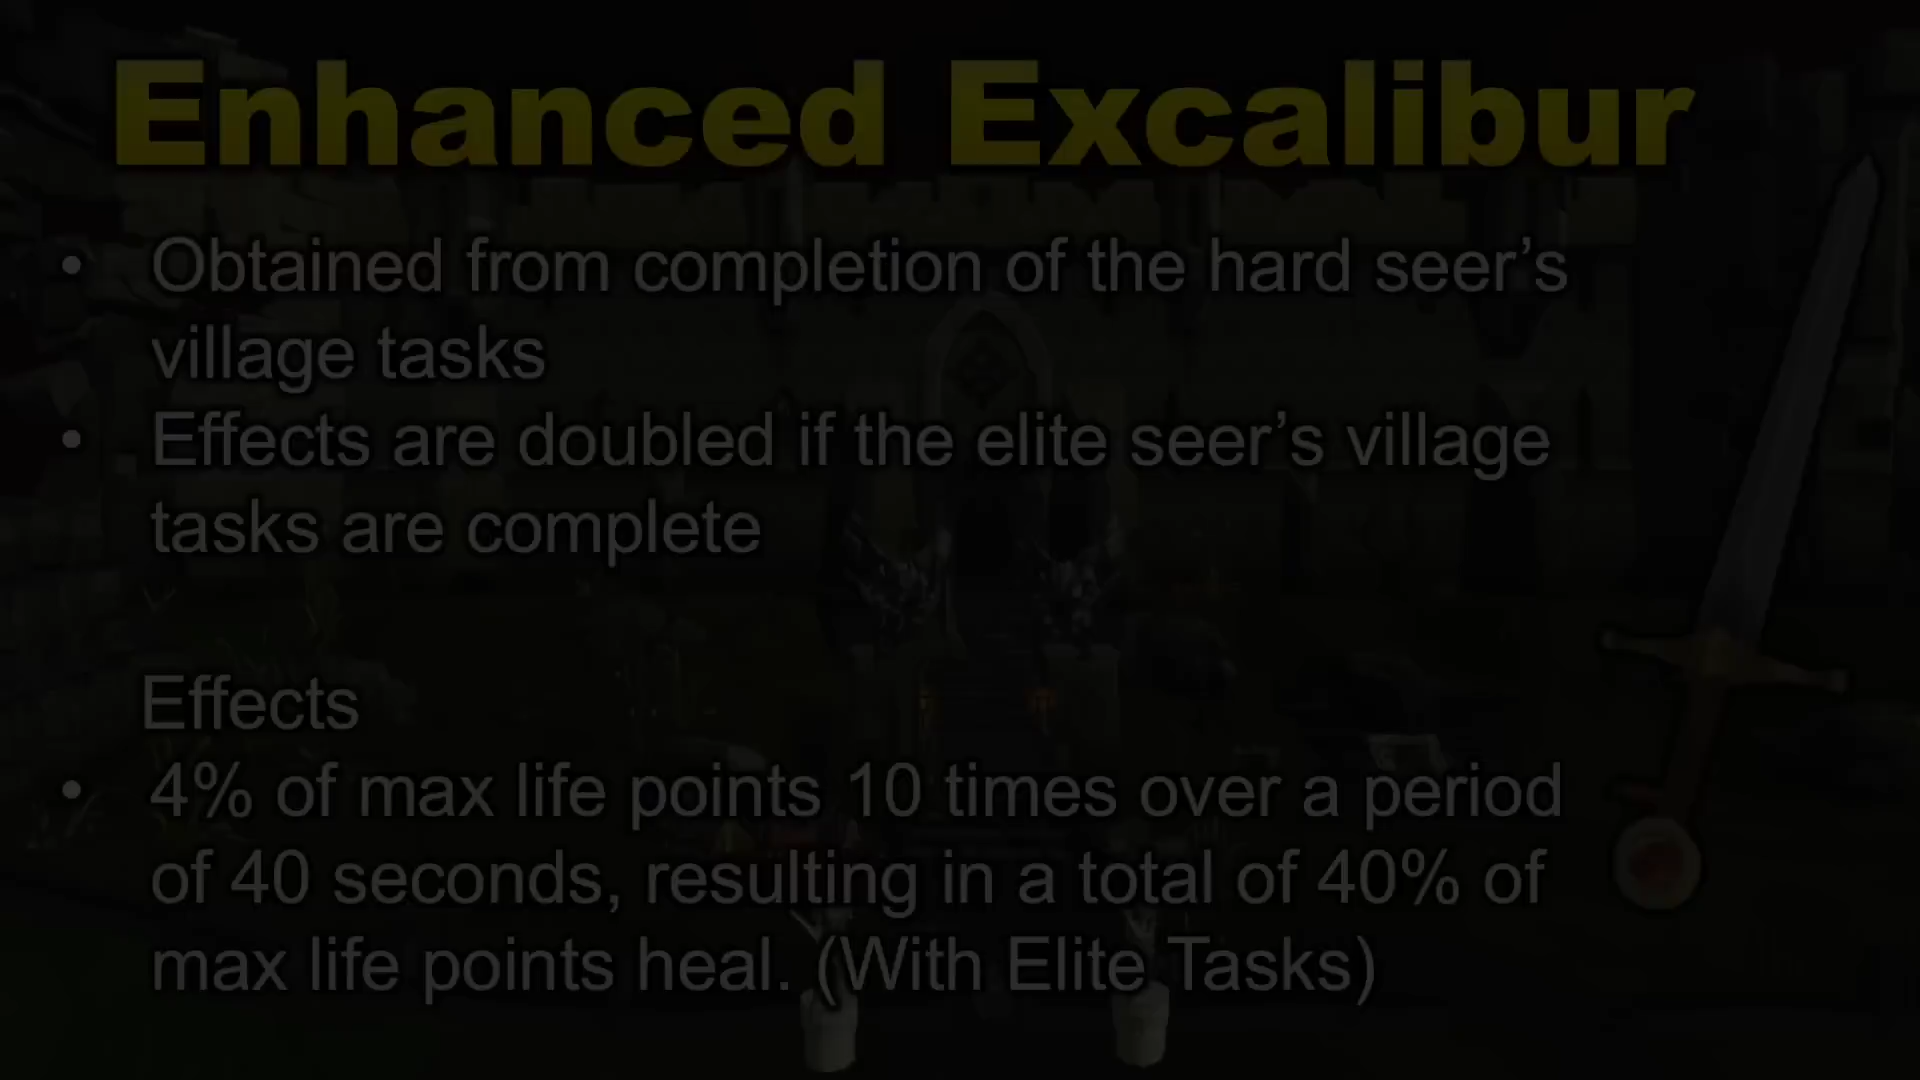 Enhanced Excalibur
• Obtained from completion of the hard seer’s
village tasks
• Effects are doubled if the elite seer’s village
tasks are complete
Effects
• 4% of max life points 10 times over a period
of 40 seconds, resulting in a total of 40% of
max life points heal. (With Elite Tasks)